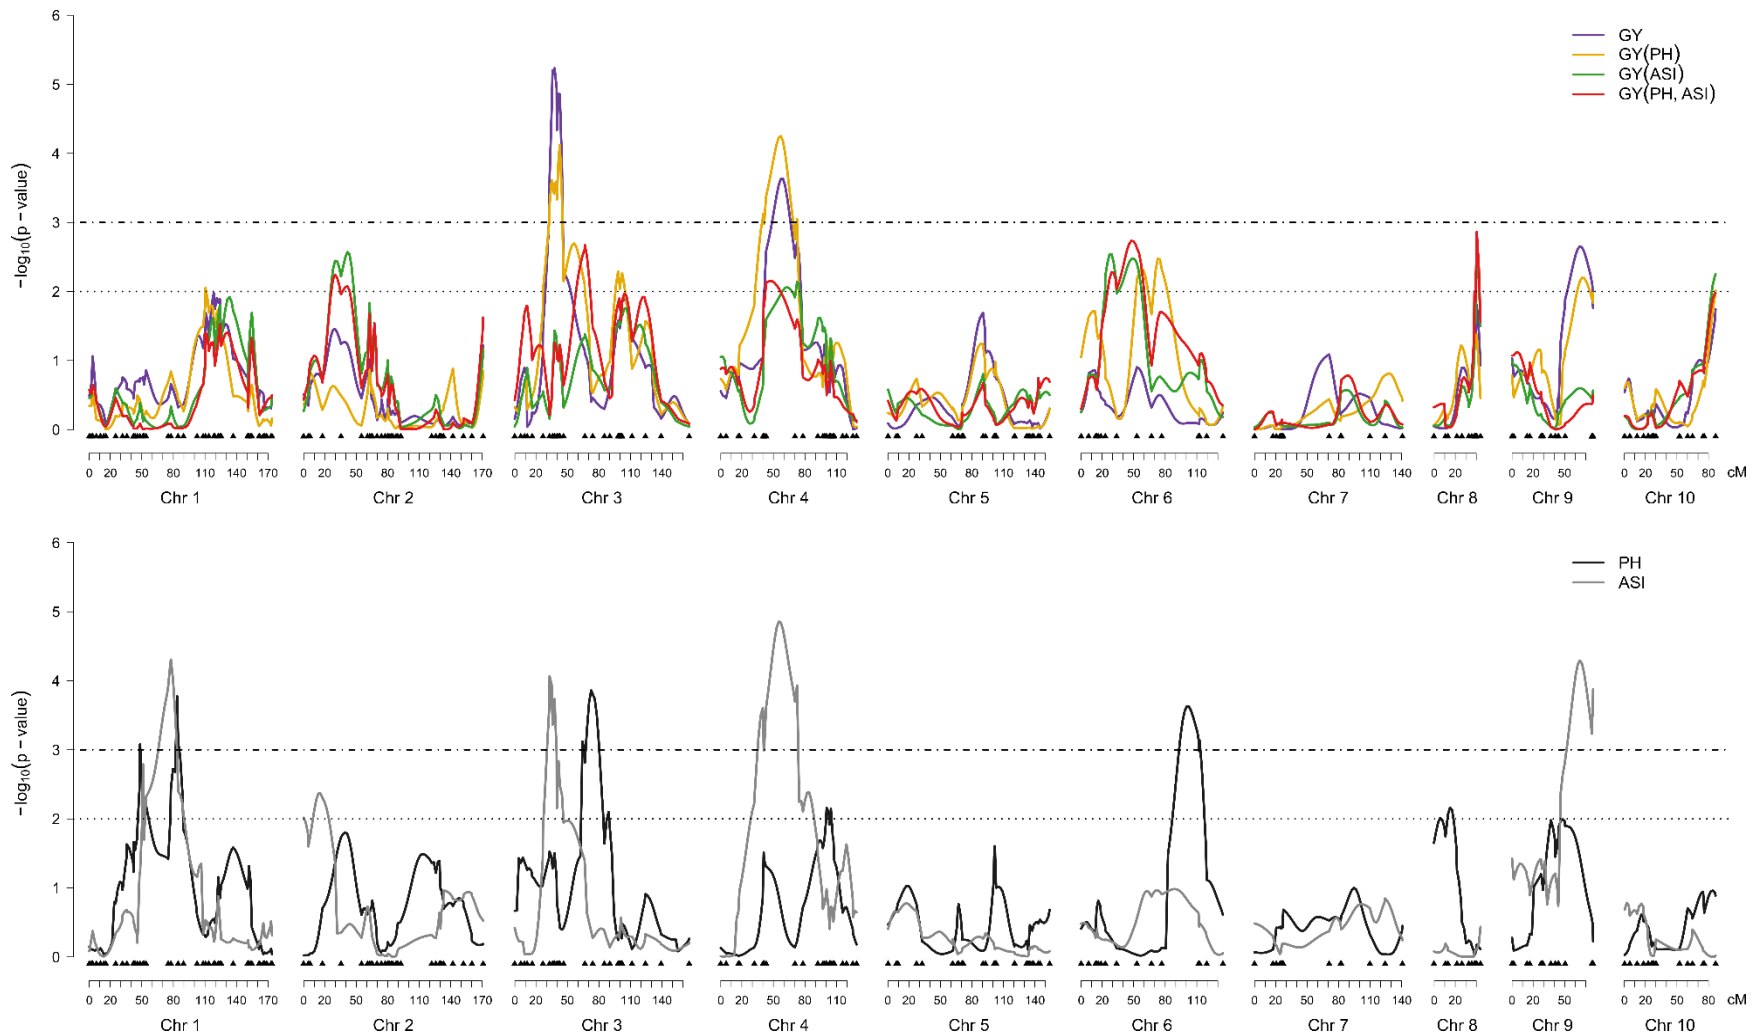 6
5
4
3
2
1
0
−log10(p − value)
GY
GY(PH)
GY(ASI)
GY(PH, ASI)
0 50 80 110 170
0 20 50 80 110 170
0 20 50 80 110 140
0 20 50 80 110
0 20 50 80 110 150
0 20 50 80 110
0 20 50 80 110 140
0 20
0 20 50
0 20 50 80
cM
Chr 1 Chr 2 Chr 3 Chr 4 Chr 5 Chr 6 Chr 7 Chr 8 Chr 9 Chr 10
6
5
4
3
2
1
0
−log10(p − value)
PH
ASI
0 50 80 110 170
0 20 50 80 110 170
0 20 50 80 110 140
0 20 50 80 110
0 20 50 80 110 150
0 20 50 80 110
0 20 50 80 110 140
0 20
0 20 50
0 20 50 80
cM
Chr 1 Chr 2 Chr 3 Chr 4 Chr 5 Chr 6 Chr 7 Chr 8 Chr 9 Chr 10